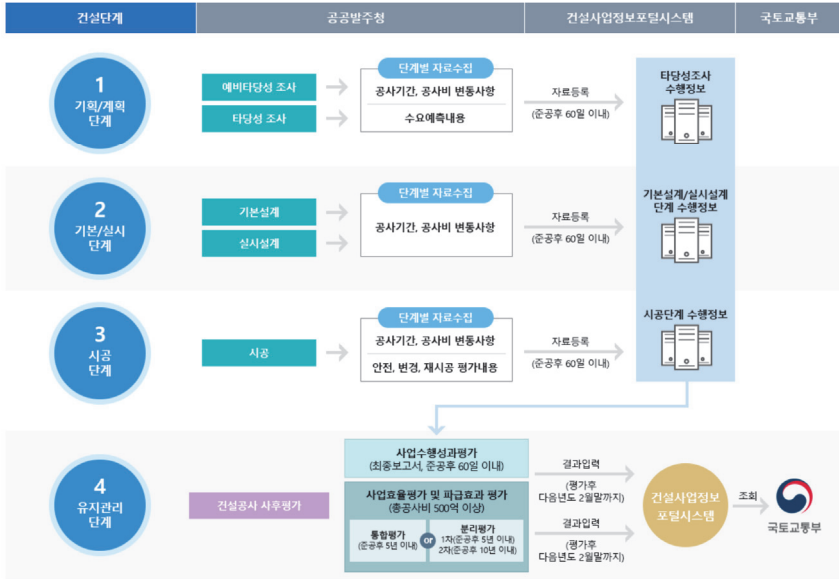 건설단계
공공발주청
건설사업정보포털시스템
국토교통부
1
기획/계획
단계
예비타당성 조사
타당성 조사
단계별 자료수집
공사기간, 공사비 변동사항
수요예측내용
자료등록
(준공후 60일 이내)
타당성조사
수행정보
2
기본/실시
단계
기본설계
실시설계
단계별 자료수집
공사기간, 공사비 변동사항
자료등록
(준공후 60일 이내)
기본설계/실시설계
단계 수행정보
3
시공
단계
시공
단계별 자료수집
공사기간, 공사비 변동사항
안전, 변경, 재시공 평가내용
자료등록
(준공후 60일 이내)
시공단계 수행정보
4
유지관리
단계
건설공사 사후평가
사업수행성과평가
(최종보고서, 준공후 60일 이내)
사업효율평가 및 파급효과 평가
(총공사비 500억 이상)
통합평가
(준공후 5년 이내)
or
분리평가
1차(준공후 5년 이내)
2차(준공후 10년 이내)
결과입력
(평가후
다음년도 2월말까지)
결과입력
(평가후
다음년도 2월말까지)
건설사업정보
포털시스템
조회
국토교통부